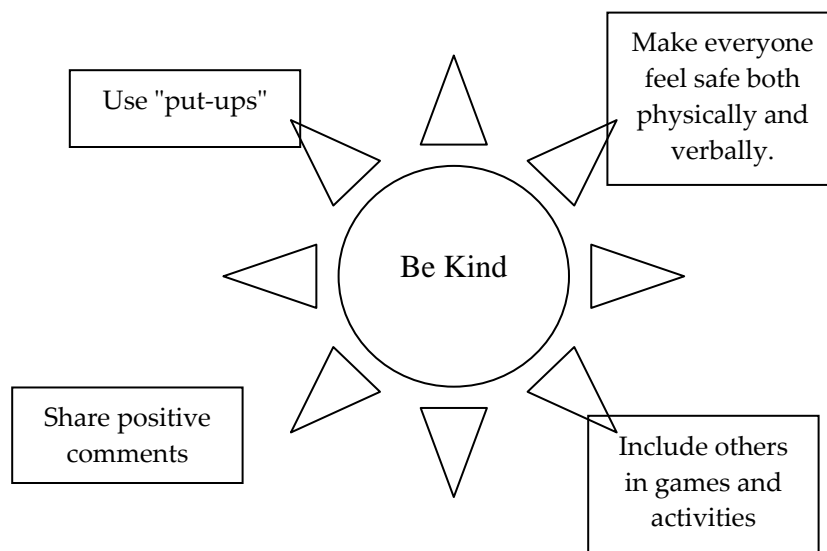 Use "put-ups"
Make everyone
feel safe both
physically and
verbally.
Be Kind
Share positive
comments
Include others
in games and
activities